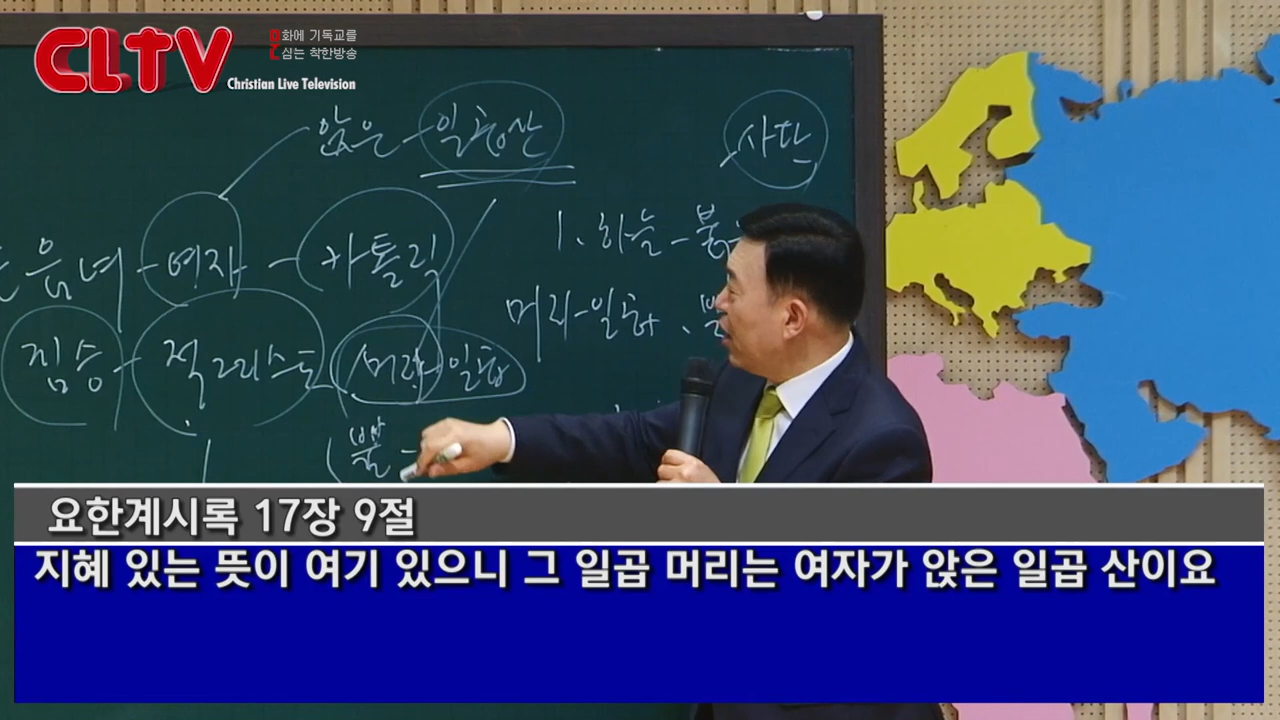 CLTV
문화에 기독교를
심는 착한방송
Christian Live Television
앉은 - 일곱산
사단
음녀 - 여자 - 카톨릭
1. 하늘 - 붉
머리 - 일곱.
짐승 - 적그리스도 (머리 - 일곱
(뿔 -
요한계시록 17장 9절
지혜 있는 뜻이 여기 있으니 그 일곱 머리는 여자가 앉은 일곱 산이요